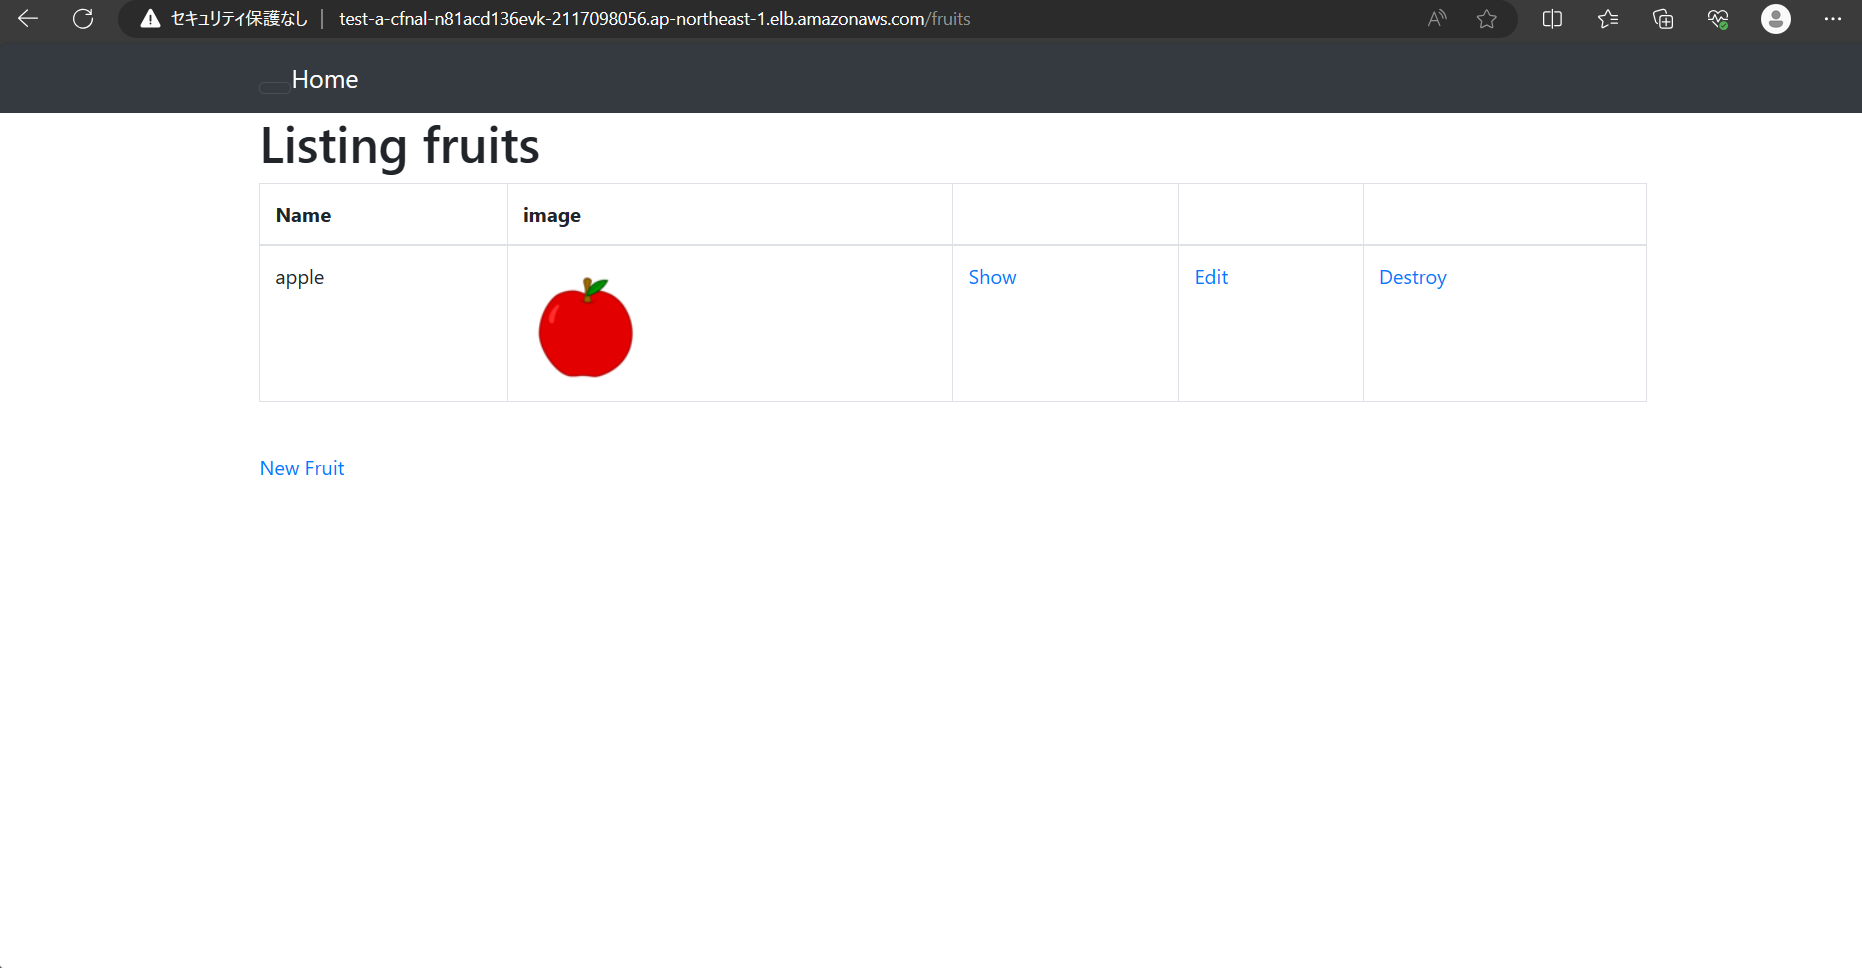 セキュリティ保護なし | test-a-cfnal-n81acd136evk-2117098056.ap-northeast-1.elb.amazonaws.com/fruits
Home
Listing fruits
Name image
apple Show Edit Destroy
New Fruit